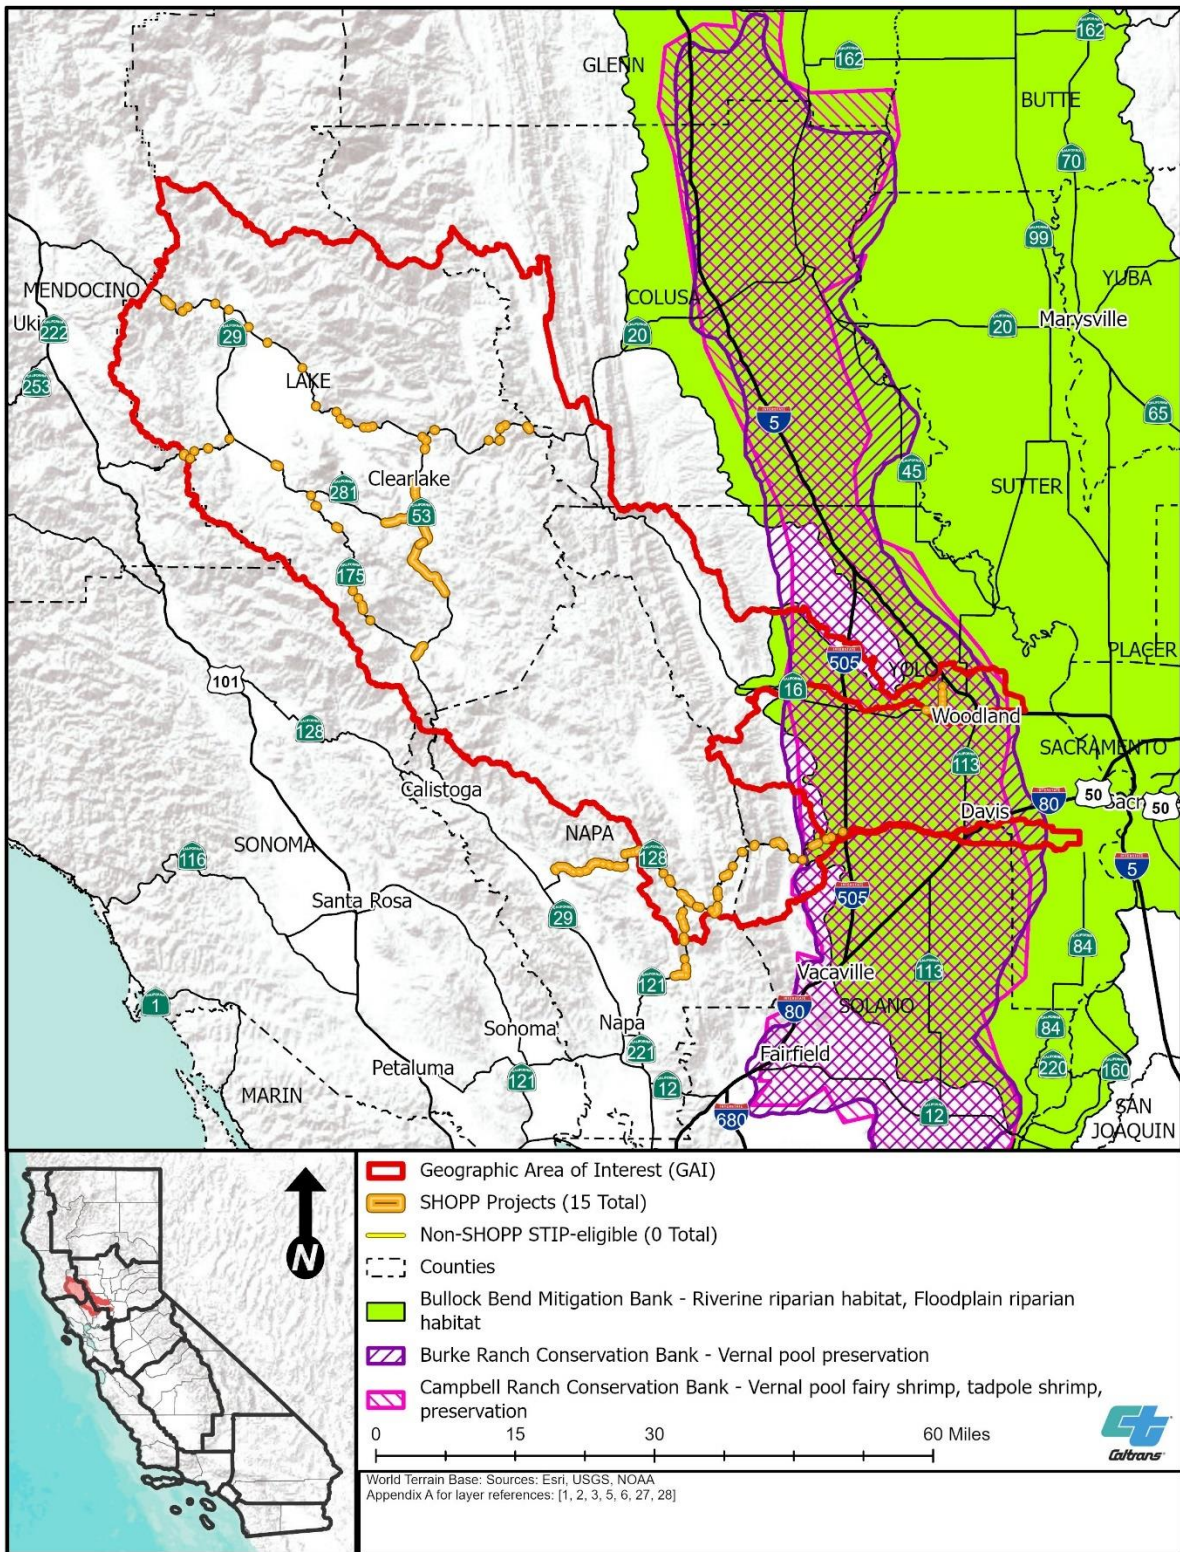 GLENN
162
162
BUTTE
70
99
MENDOCINO
YUBA
COLUSA
Uki
222
29
20
20
Marysville
253
LAKE
65
5
45
Clearlake
281
53
SUTTER
175
PLACER
505
YOLO
101
16
Woodland
128
SACRAMENTO
113
Calistoga
50
80
Sacr
50
Davis
NAPA
SONOMA
128
116
5
505
Santa Rosa
29
84
Vacaville
113
121
1
80
SOLANO
84
Sonoma
Napa
221
Fairfield
Petaluma
220
160
121
12
MARIN
680
12
SAN
JOAQUIN
N
Geographic Area of Interest (GAI)
SHOPP Projects (15 Total)
Non-SHOPP STIP-eligible (0 Total)
Counties
Bullock Bend Mitigation Bank - Riverine riparian habitat, Floodplain riparian
habitat
Burke Ranch Conservation Bank - Vernal pool preservation
Campbell Ranch Conservation Bank - Vernal pool fairy shrimp, tadpole shrimp,
preservation
0 15 30 60 Miles
Caltrans
World Terrain Base: Sources: Esri, USGS, NOAA
Appendix A for layer references: [1, 2, 3, 5, 6, 27, 28]